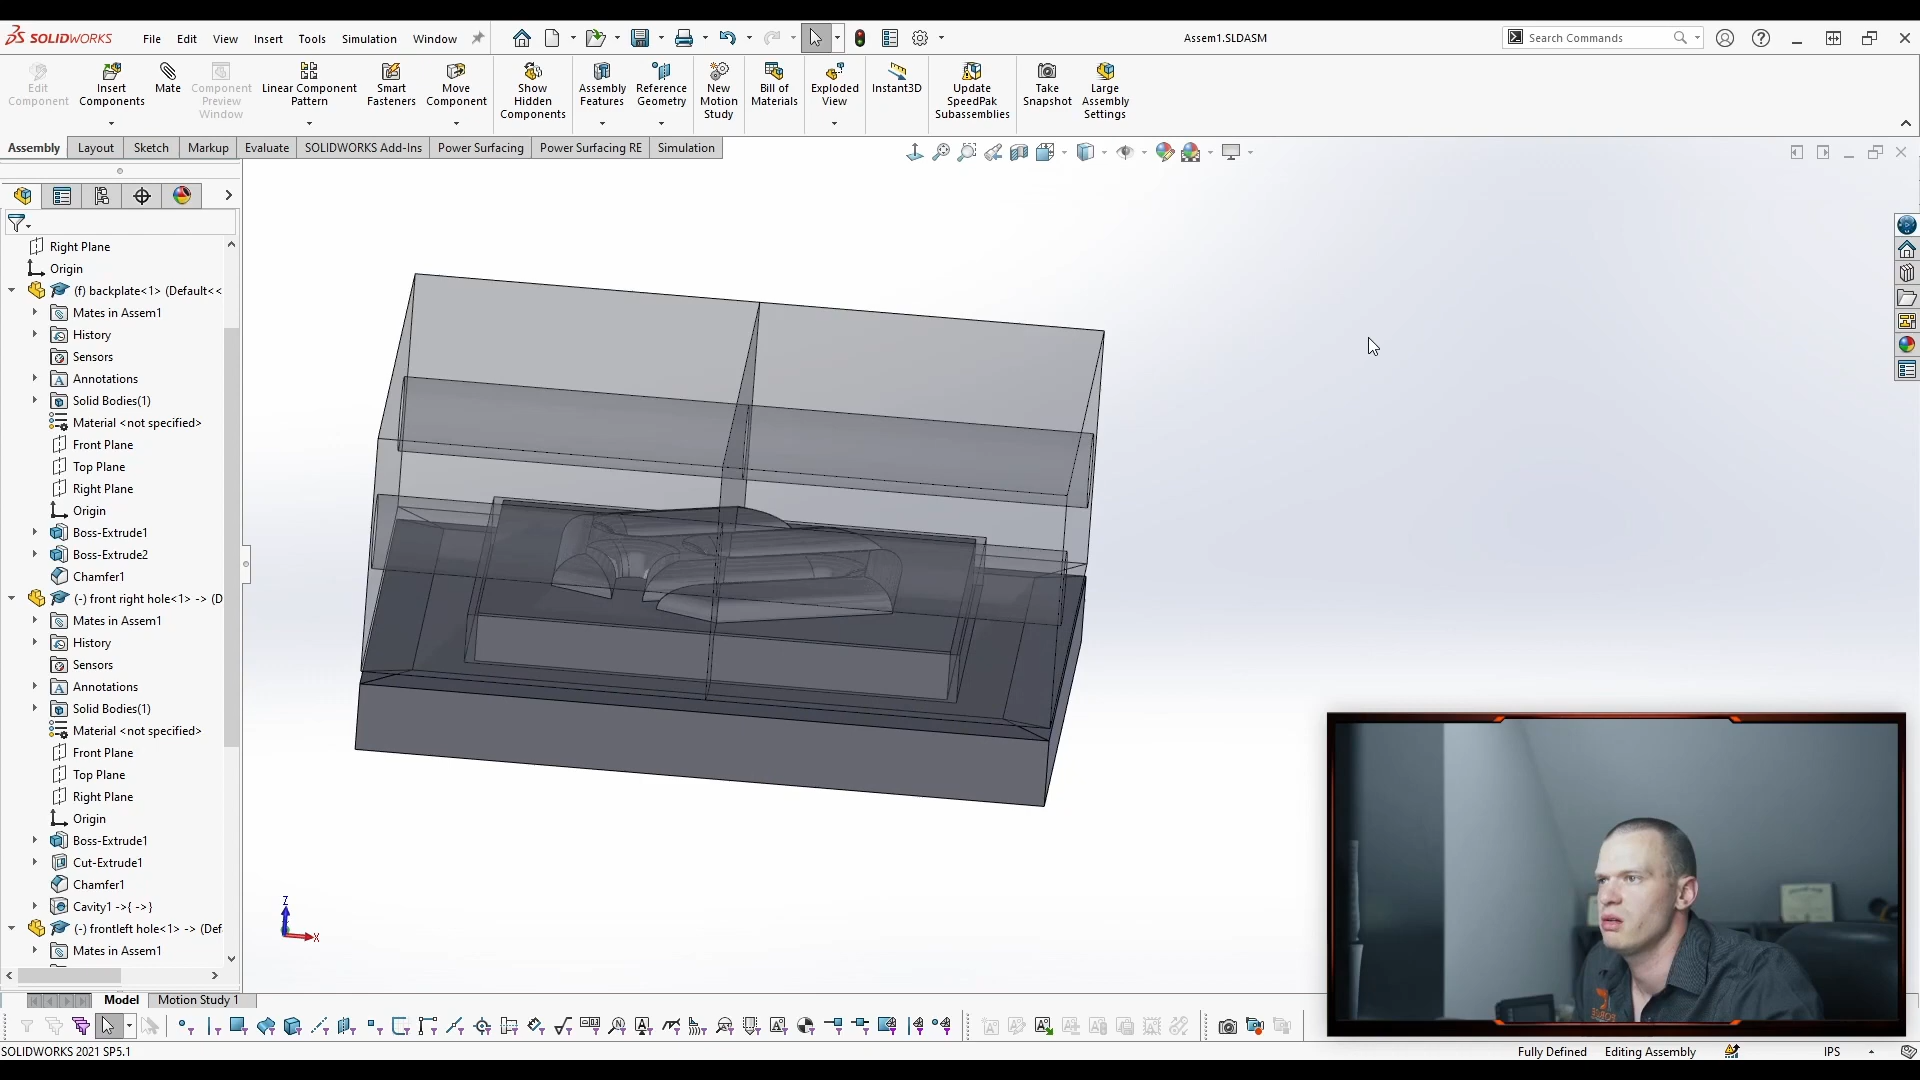 SOLIDWORKS File Edit View Insert Tools Simulation Window Assem1.SLDASM Search Commands
Edit Component
Insert Components
Mate
Component Preview Window
Linear Component Pattern
Smart Fasteners
Move Component
Show Hidden Components
Assembly Features
Reference Geometry
New Motion Study
Bill of Materials
Exploded View
Instant3D
Update SpeedPak Subassemblies
Take Snapshot
Large Assembly Settings
Assembly Layout Sketch Markup Evaluate SOLIDWORKS Add-Ins Power Surfacing Power Surfacing RE Simulation
Right Plane
Origin
(f) backplate<1> (Default<<
Mates in Assem1
History
Sensors
Annotations
Solid Bodies(1)
Material <not specified>
Front Plane
Top Plane
Right Plane
Origin
Boss-Extrude1
Boss-Extrude2
Chamfer1
(-) front right hole<1> -> (D
Mates in Assem1
History
Sensors
Annotations
Solid Bodies(1)
Material <not specified>
Front Plane
Top Plane
Right Plane
Origin
Boss-Extrude1
Cut-Extrude1
Chamfer1
Cavity1 ->{ ->}
(-) frontleft hole<1> -> (Def
Mates in Assem1
Z
X
Model Motion Study 1
SOLIDWORKS 2021 SP5.1 Fully Defined Editing Assembly IPS